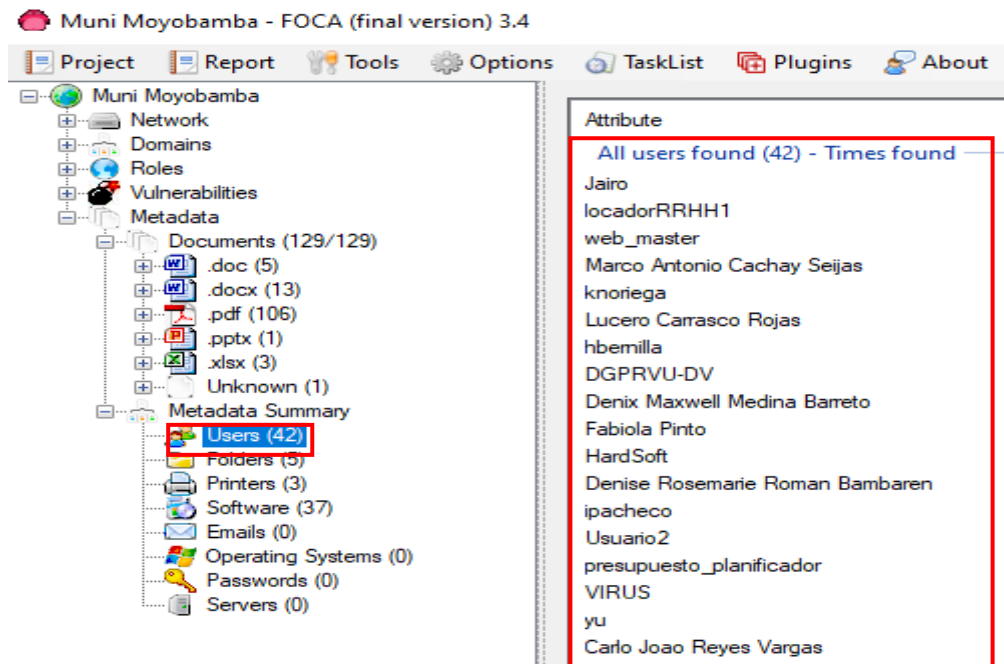 Muni Moyobamba - FOCA (final version) 3.4
Project Report Tools Options TaskList Plugins About
Muni Moyobamba
Network
Domains
Roles
Vulnerabilities
Metadata
Documents (129/129)
.doc (5)
.docx (13)
.pdf (106)
.pptx (1)
.xlsx (3)
Unknown (1)
Metadata Summary
Users (42)
Folders (5)
Printers (3)
Software (37)
Emails (0)
Operating Systems (0)
Passwords (0)
Servers (0)
Attribute
All users found (42) - Times found
Jairo
locadorRRHH1
web_master
Marco Antonio Cachay Seijas
knoriega
Lucero Carrasco Rojas
hbernilla
DGPRVU-DV
Denix Maxwell Medina Barreto
Fabiola Pinto
HardSoft
Denise Rosemarie Roman Bambaren
ipacheco
Usuario2
presupuesto_planificador
VIRUS
yu
Carlo Joao Reyes Vargas